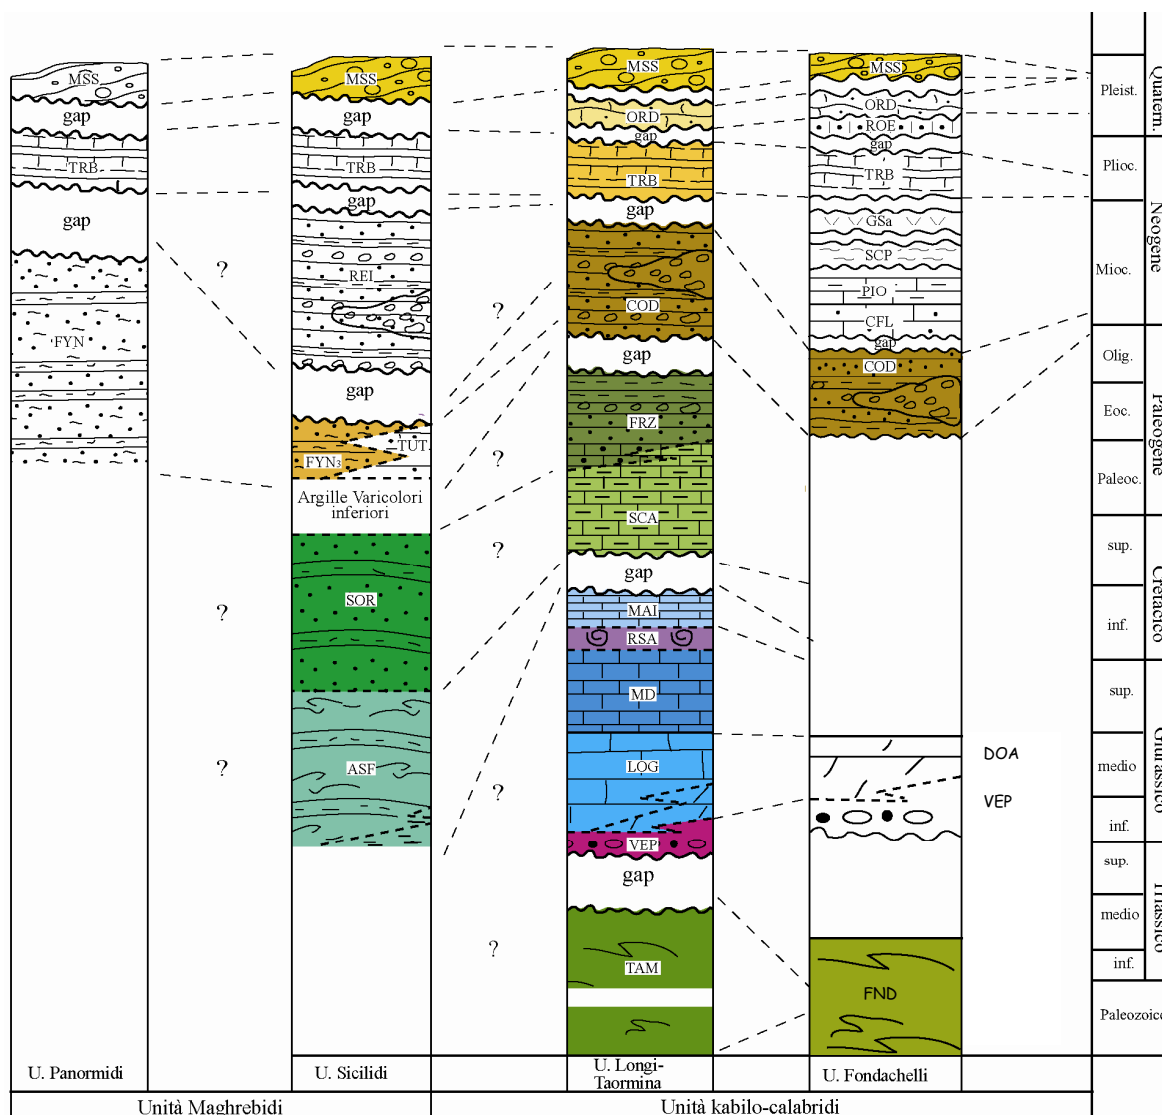 MSS
gap
TRB
gap
FYN
MSS
gap
TRB
gap
REI
gap
TUT
FYN3
Argille Varicolori
inferiori
SOR
ASF
?
?
?
MSS
ORD
gap
TRB
gap
COD
gap
FRZ
SCA
gap
MAI
RSA
MD
LOG
VEP
gap
TAM
?
?
?
?
?
MSS
ORD
ROE
gap
TRB
GSa
SCP
PIO
CFL
gap
COD
DOA
VEP
FND
Pleist.
Plioc.
Mioc.
Olig.
Eoc.
Paleoc.
sup.
inf.
sup.
medio
inf.
sup.
medio
inf.
Paleozoico
Quatern.
Neogene
Paleogene
Cretacico
Giurassico
Triassico
U. Panormidi
U. Sicilidi
U. Longi-
Taormina
U. Fondachelli
Unità Maghrebidi
Unità kabilo-calabridi